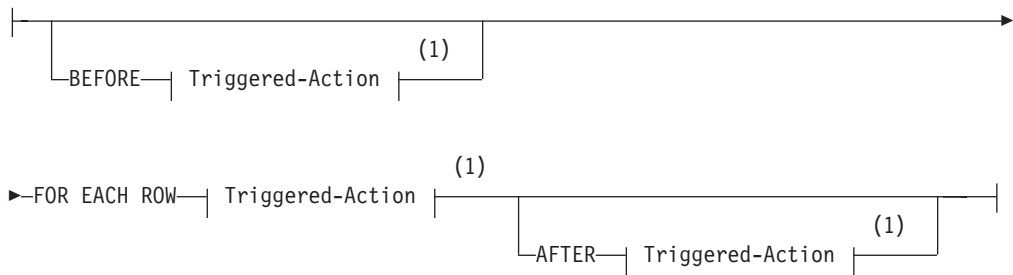 (1)
BEFORE Triggered-Action
(1)
FOR EACH ROW Triggered-Action
(1)
AFTER Triggered-Action